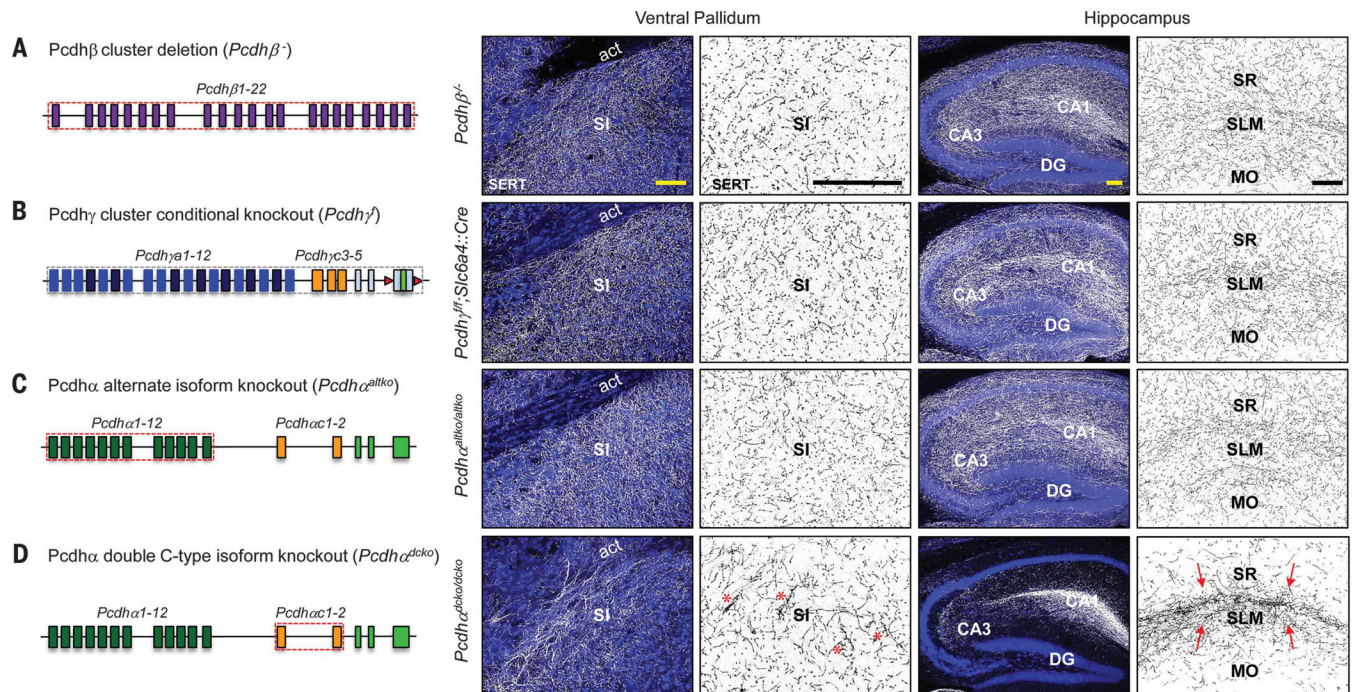 Ventral Pallidum
Hippocampus
A Pcdhβ cluster deletion (Pcdhβ⁻)
Pcdhβ1-22
Pcdhβ⁻/⁻
act
SI
SERT
SI
SERT
CA1
CA3
DG
SR
SLM
MO
B Pcdhγ cluster conditional knockout (Pcdhγᶠ)
Pcdhγa1-12
Pcdhγc3-5
Pcdhγᶠ/ᶠ;Slc6a4::Cre
act
SI
SI
CA1
CA3
DG
SR
SLM
MO
C Pcdhα alternate isoform knockout (Pcdhαᵃˡᵗᵏᵒ)
Pcdhα1-12
Pcdhαc1-2
Pcdhαᵃˡᵗᵏᵒ/ᵃˡᵗᵏᵒ
act
SI
SI
CA1
CA3
DG
SR
SLM
MO
D Pcdhα double C-type isoform knockout (Pcdhαᵈᶜᵏᵒ)
Pcdhα1-12
Pcdhαc1-2
Pcdhαᵈᶜᵏᵒ/ᵈᶜᵏᵒ
act
SI
* * SI * *
CA1
CA3
DG
SR
SLM
MO